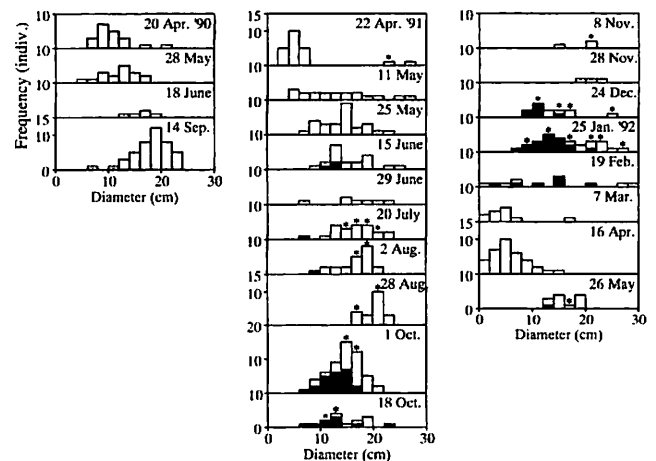 Frequency (indiv.)
10
20 Apr. '90
0
10
28 May
0
10
18 June
0
15
14 Sep.
10
0
0 10 20 30
Diameter (cm)
15
22 Apr. '91
10
0
10
11 May
0
10
25 May
0
10
15 June
0
10
29 June
0
10
20 July
0
10
2 Aug.
0
15
28 Aug.
10
0
20
1 Oct.
10
0
10
18 Oct.
0
0 10 20 30
Diameter (cm)
10
8 Nov.
0
10
28 Nov.
0
10
24 Dec.
0
10
25 Jan. '92
0
10
19 Feb.
0
10
7 Mar.
0
15
16 Apr.
10
0
10
26 May
0
0 10 20 30
Diameter (cm)